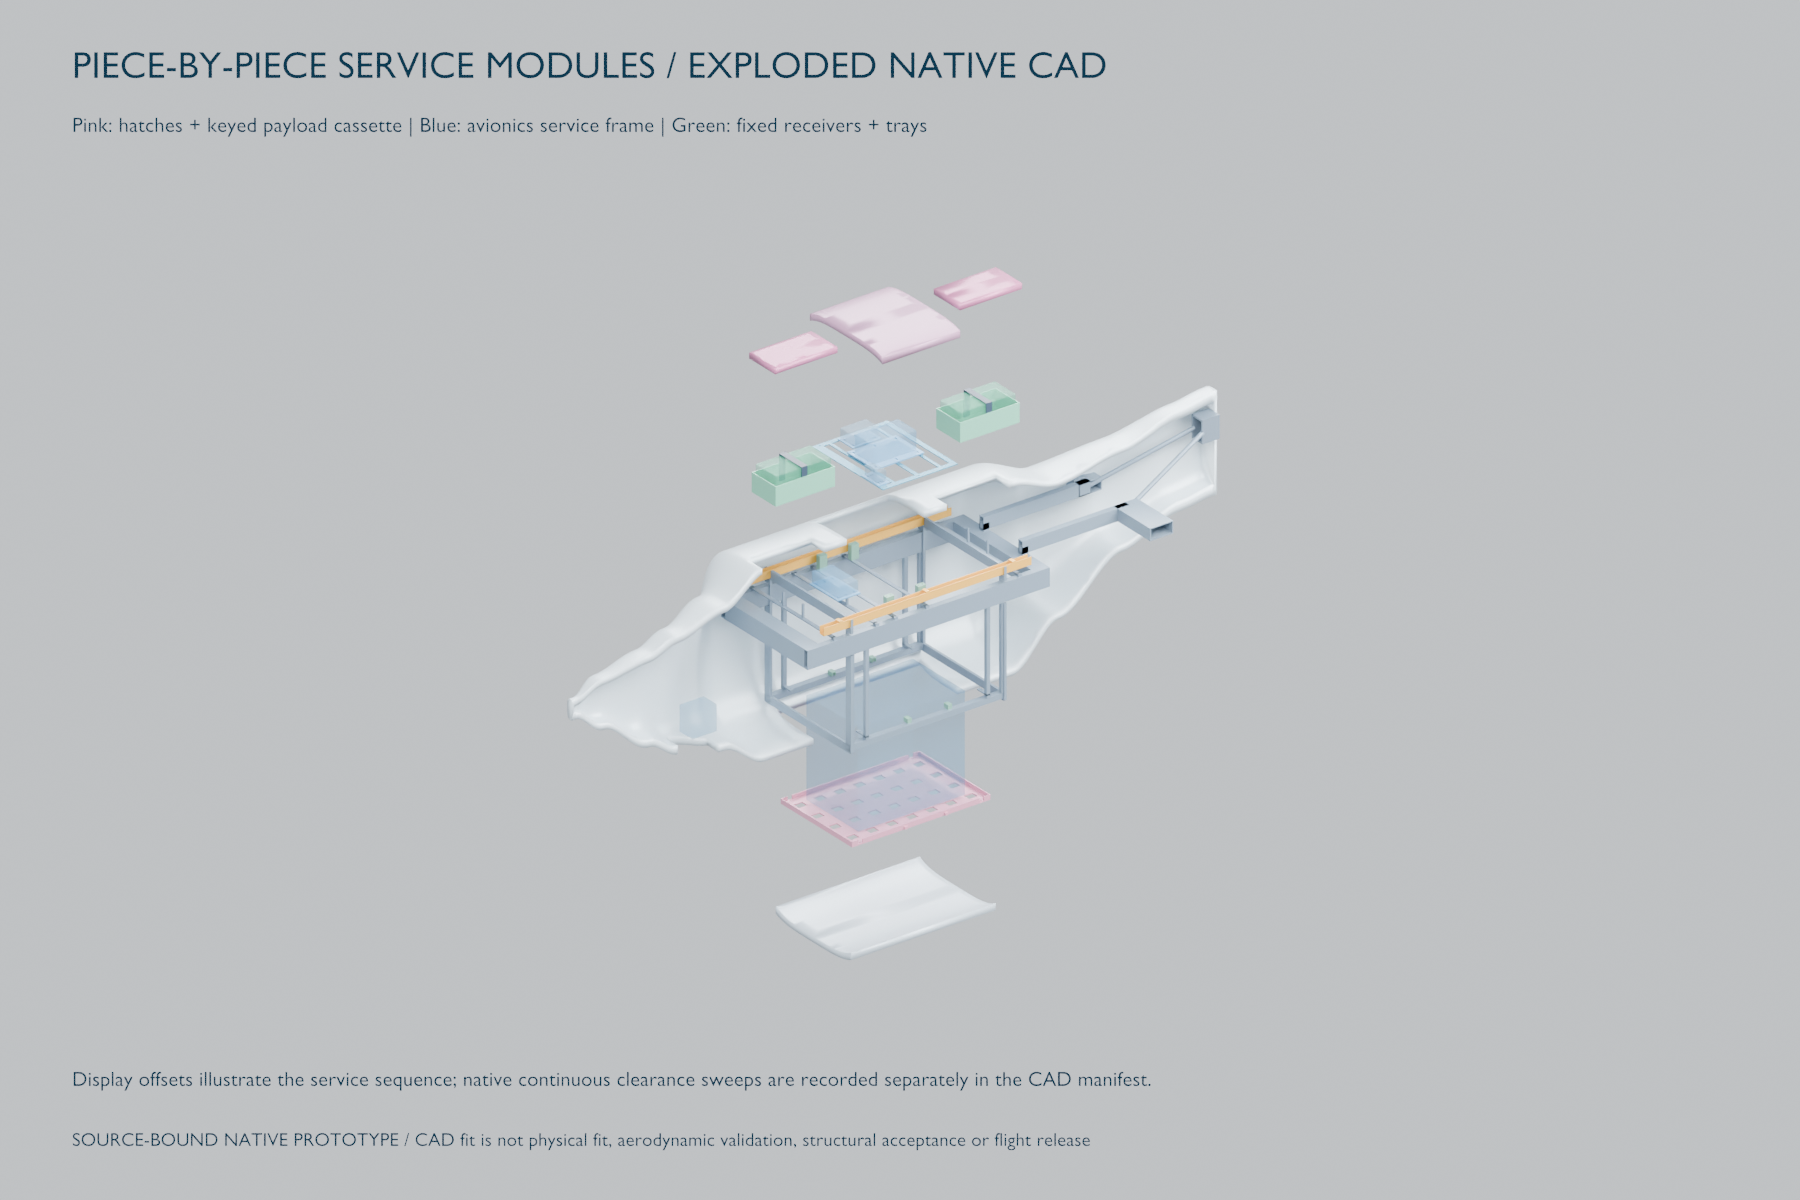 PIECE-BY-PIECE SERVICE MODULES / EXPLODED NATIVE CAD
Pink: hatches + keyed payload cassette | Blue: avionics service frame | Green: fixed receivers + trays
Display offsets illustrate the service sequence; native continuous clearance sweeps are recorded separately in the CAD manifest.
SOURCE-BOUND NATIVE PROTOTYPE / CAD fit is not physical fit, aerodynamic validation, structural acceptance or flight release